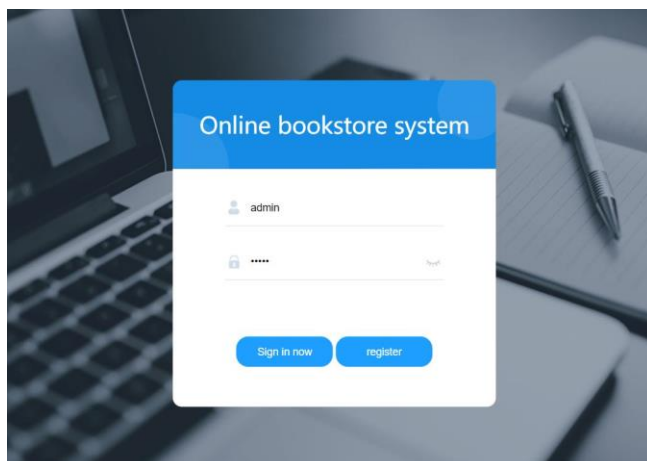 Online bookstore system
admin
•••••
Sign in now register